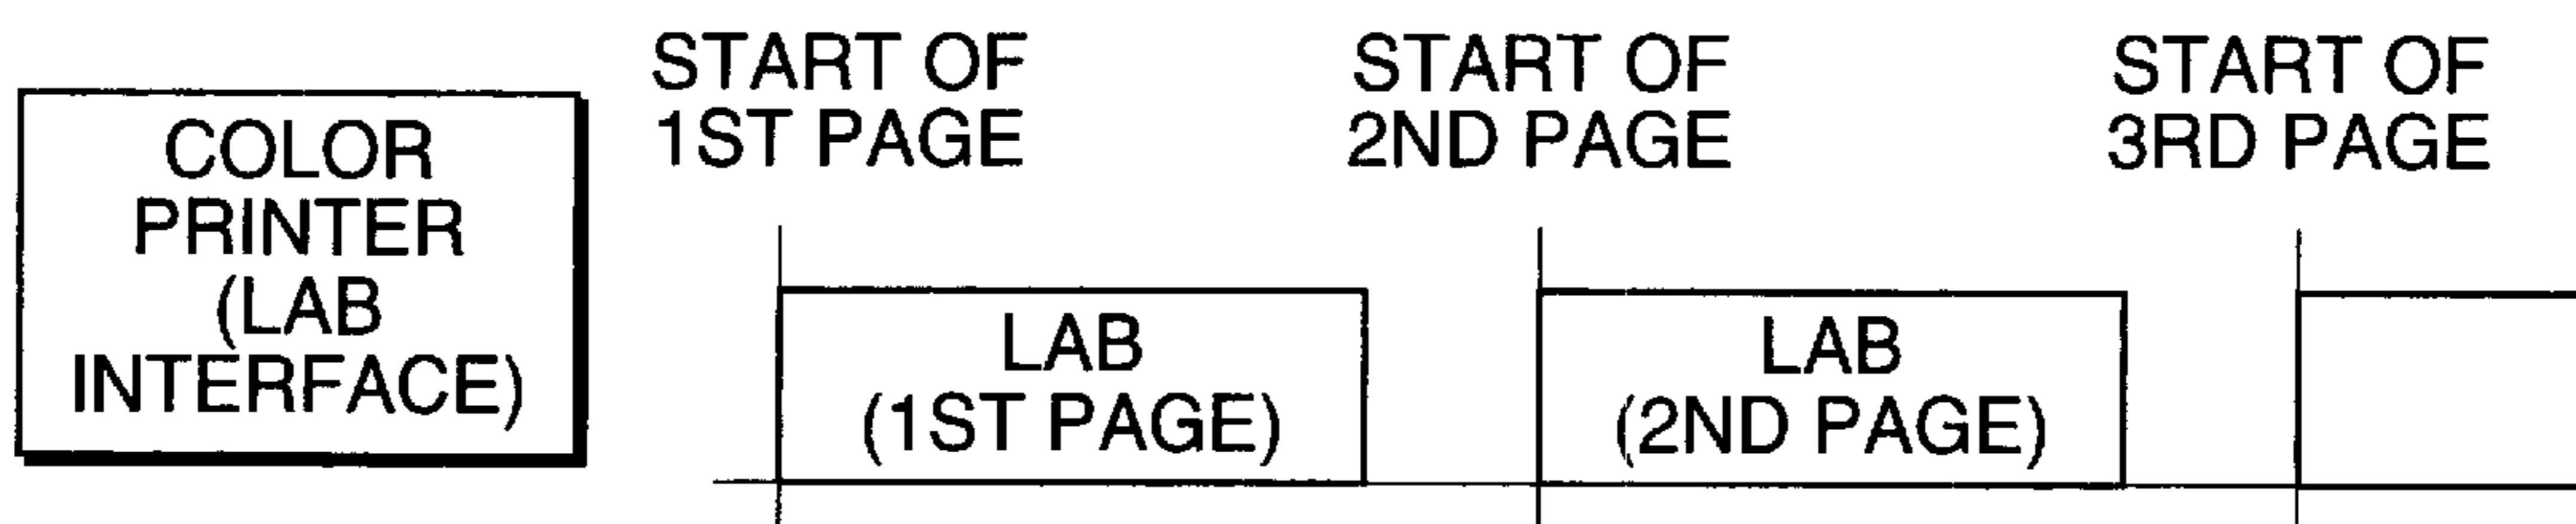 COLOR
PRINTER
(LAB
INTERFACE)
START OF
1ST PAGE
START OF
2ND PAGE
START OF
3RD PAGE
LAB
(1ST PAGE)
LAB
(2ND PAGE)